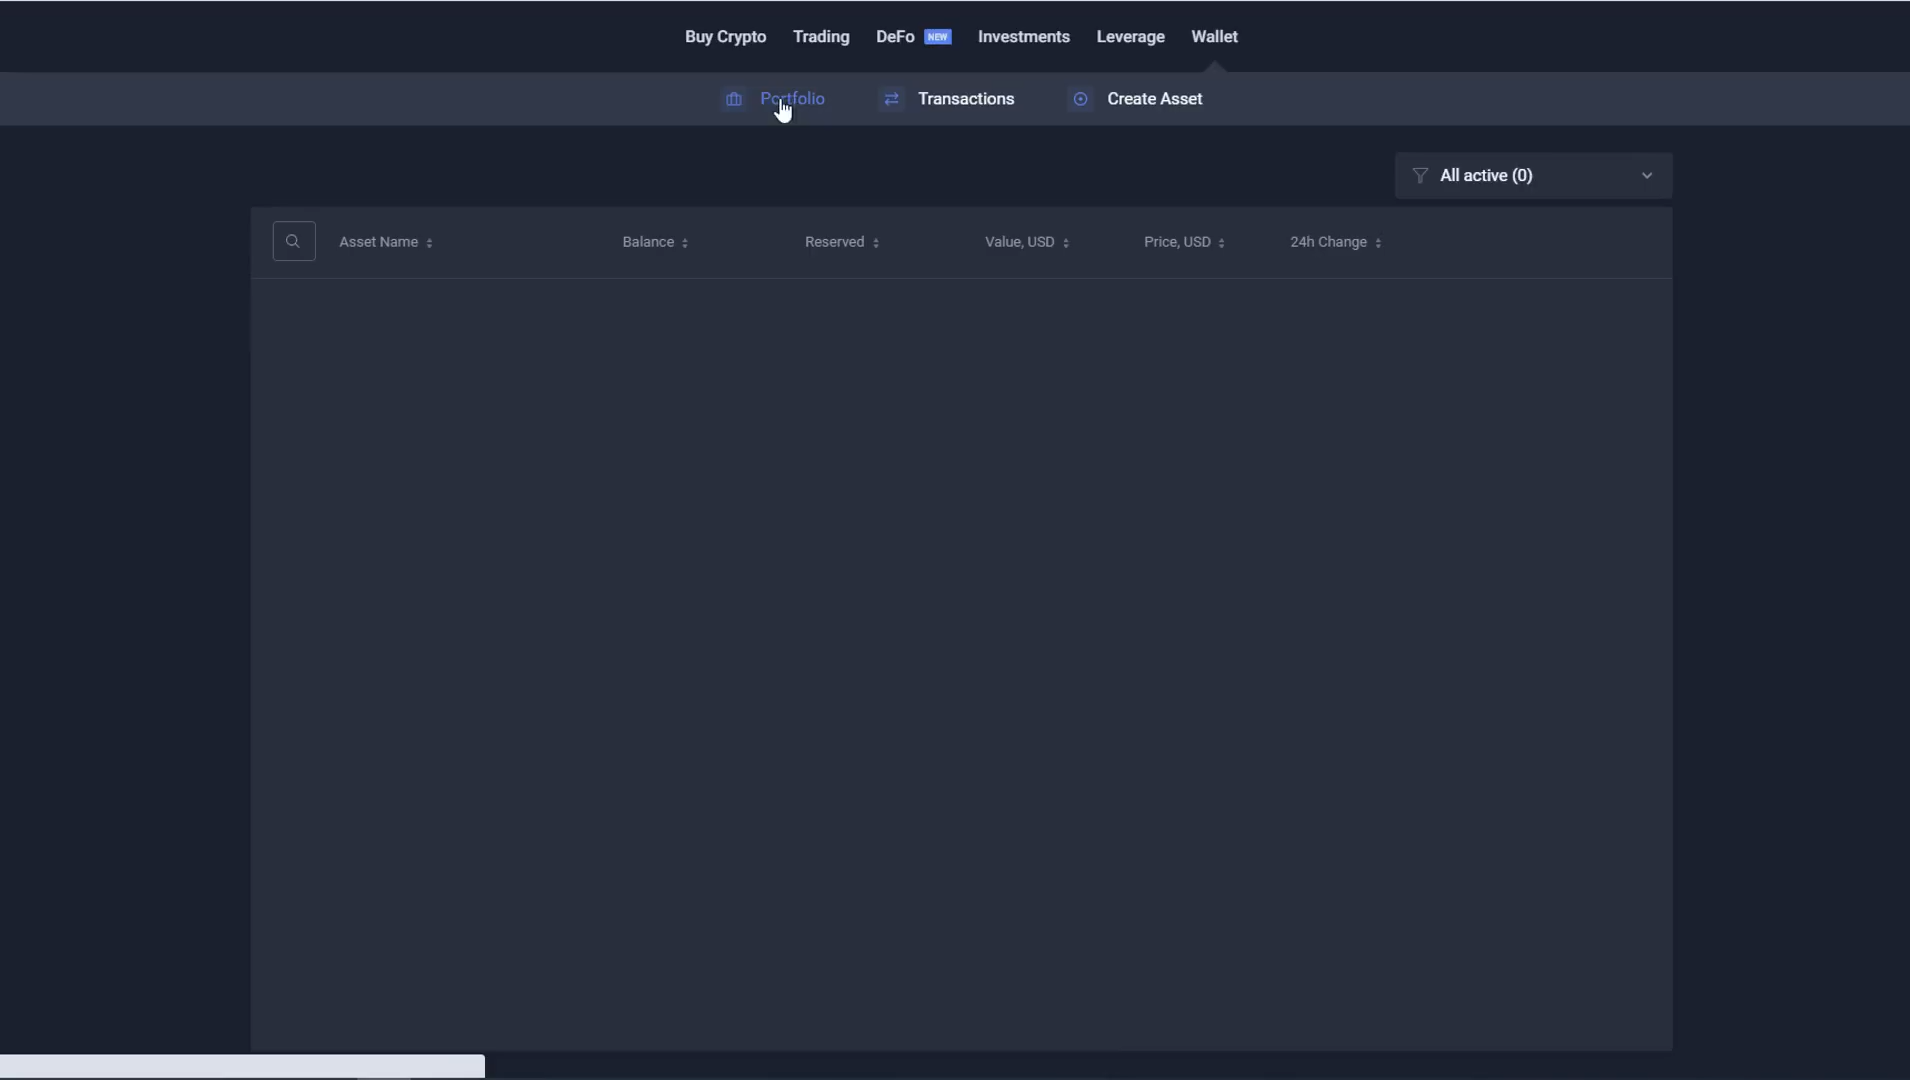 Buy Crypto Trading DeFo NEW Investments Leverage Wallet
Portfolio Transactions Create Asset
All active (0)
Asset Name Balance Reserved Value, USD Price, USD 24h Change